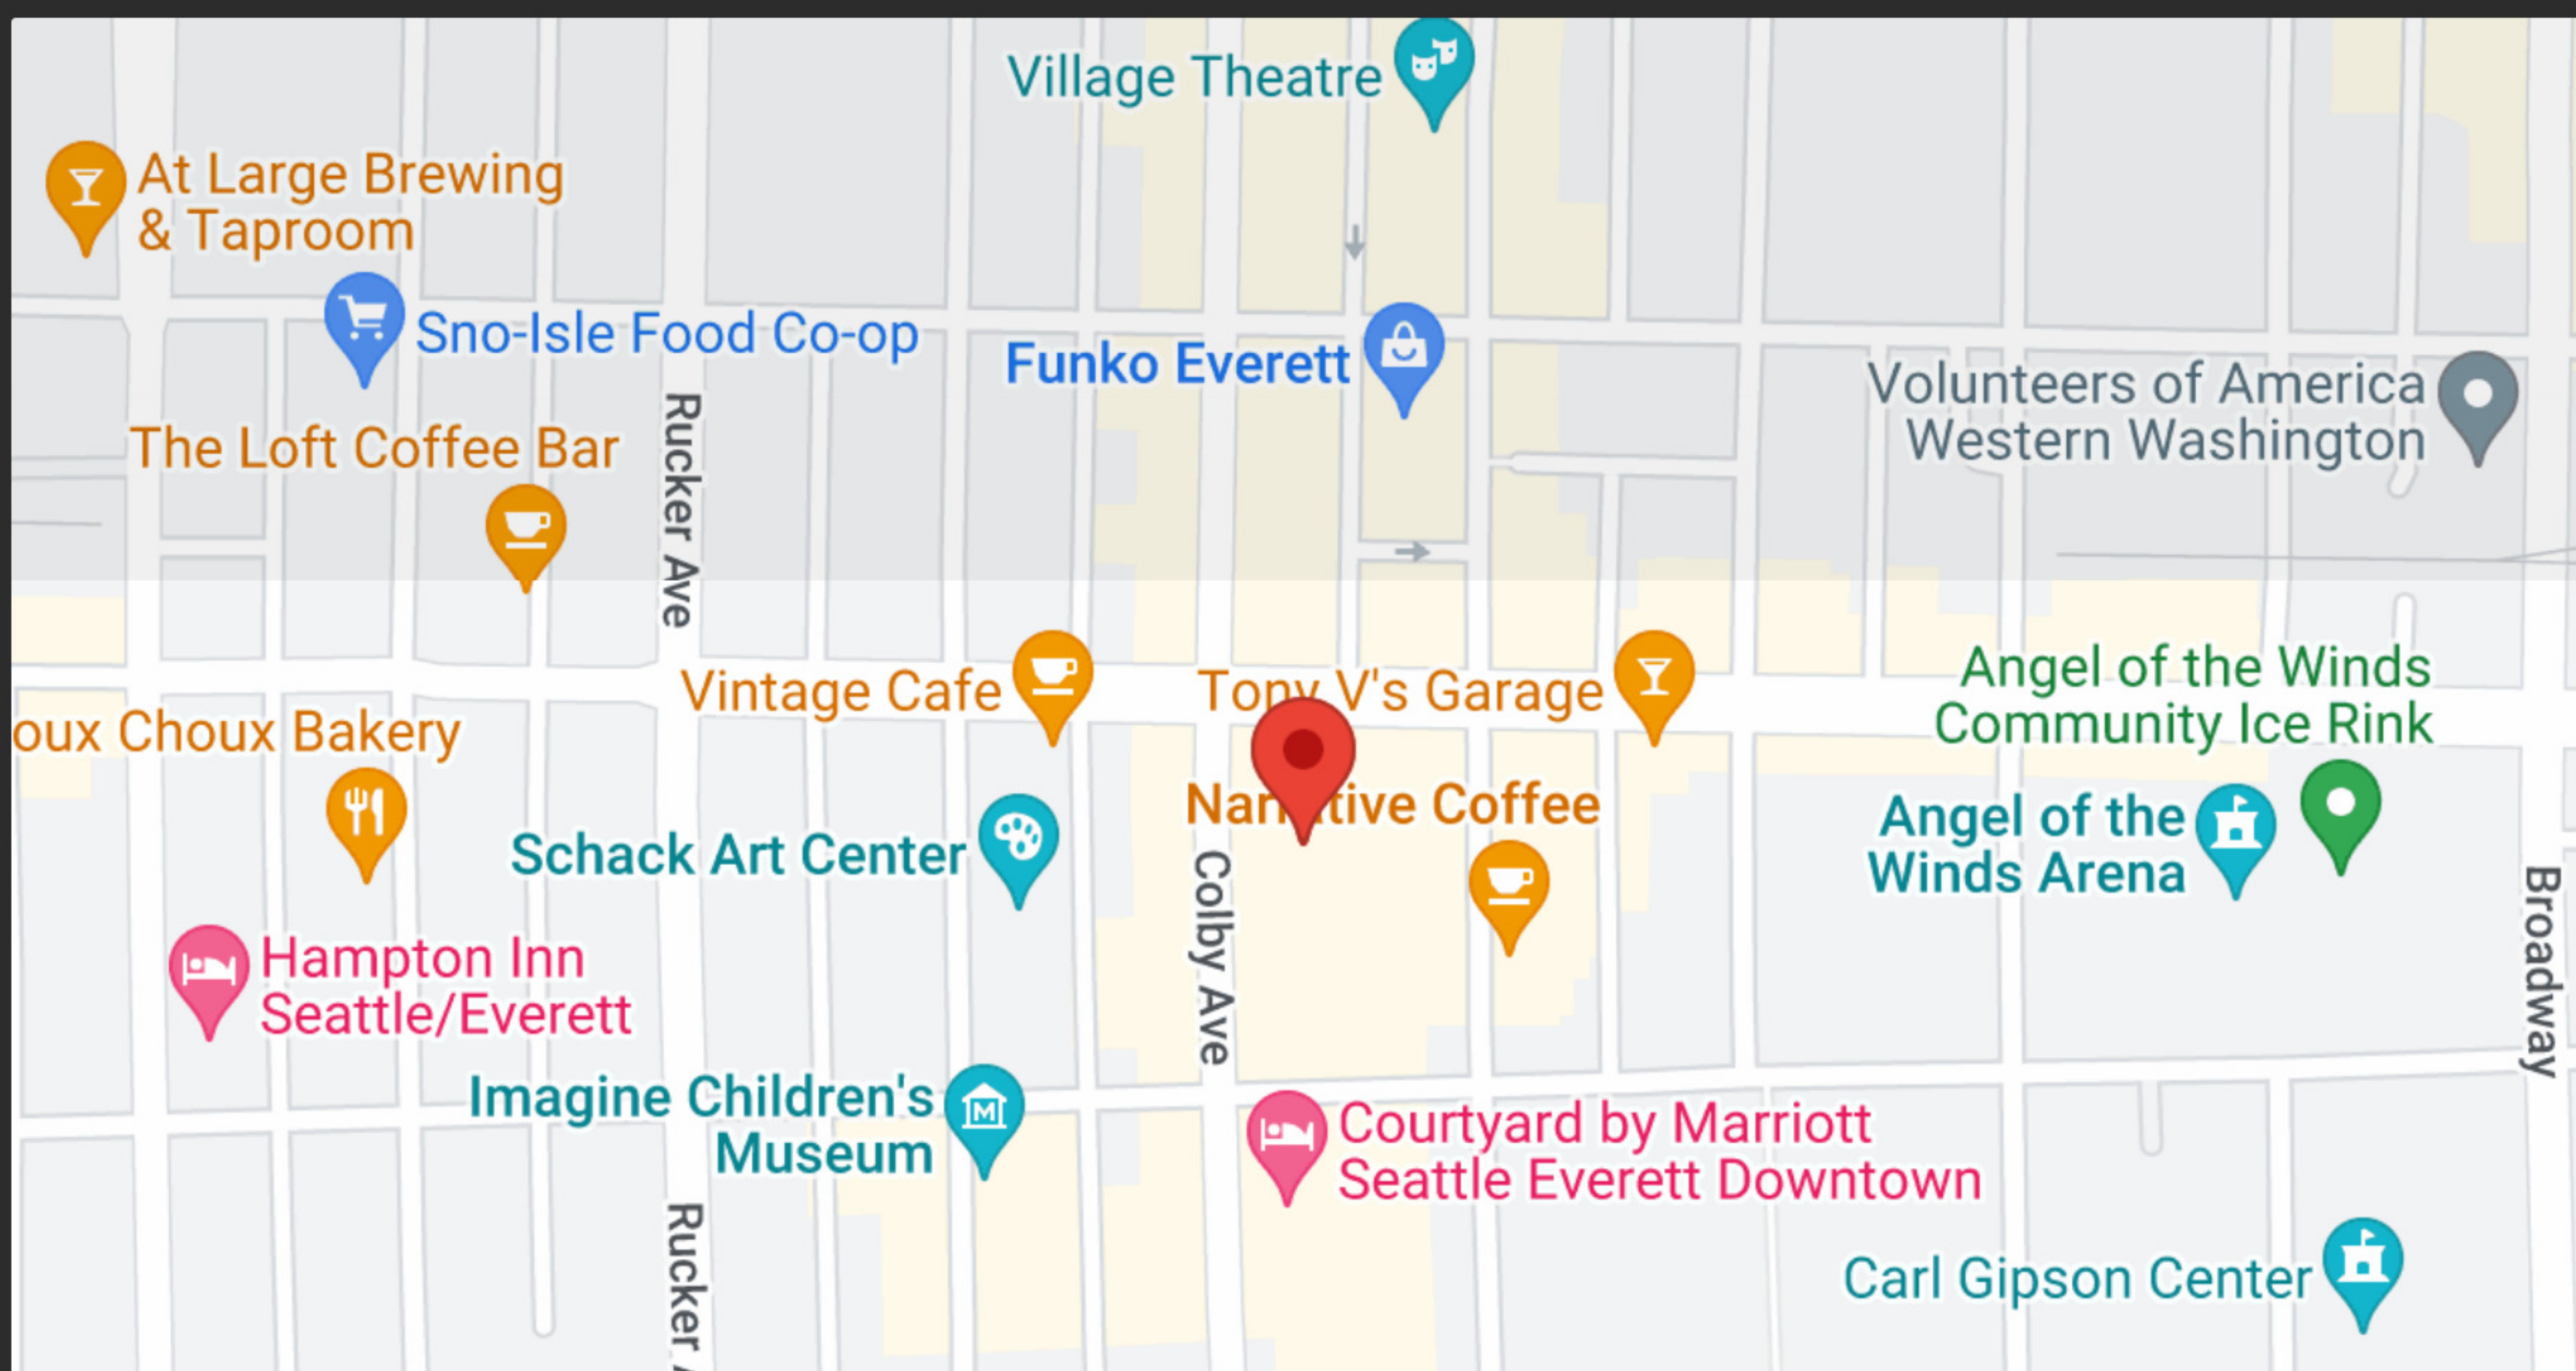 Village Theatre
At Large Brewing
& Taproom
Sno-Isle Food Co-op
Funko Everett
Volunteers of America
Western Washington
The Loft Coffee Bar
Rucker Ave
Vintage Cafe
Tony V's Garage
Angel of the Winds
Community Ice Rink
oux Choux Bakery
Narrative Coffee
Schack Art Center
Angel of the
Winds Arena
Colby Ave
Broadway
Hampton Inn
Seattle/Everett
Imagine Children's
Museum
M
Courtyard by Marriott
Seattle Everett Downtown
Rucker A
Carl Gipson Center